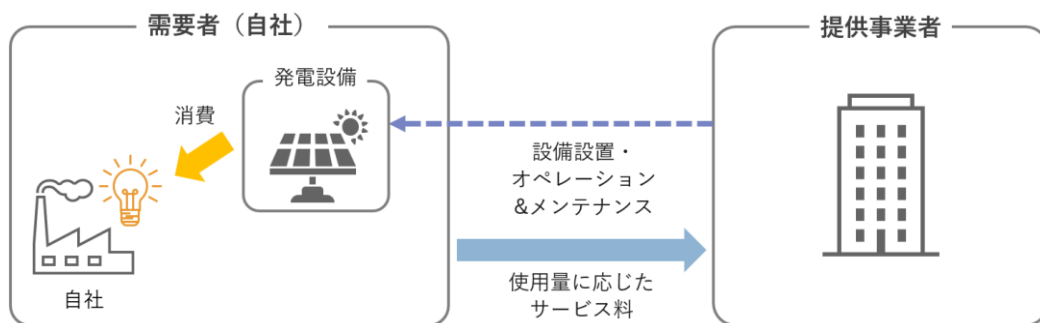 需要者（自社）
発電設備
消費
自社
設備設置・
オペレーション
&メンテナンス
使用量に応じた
サービス料
提供事業者